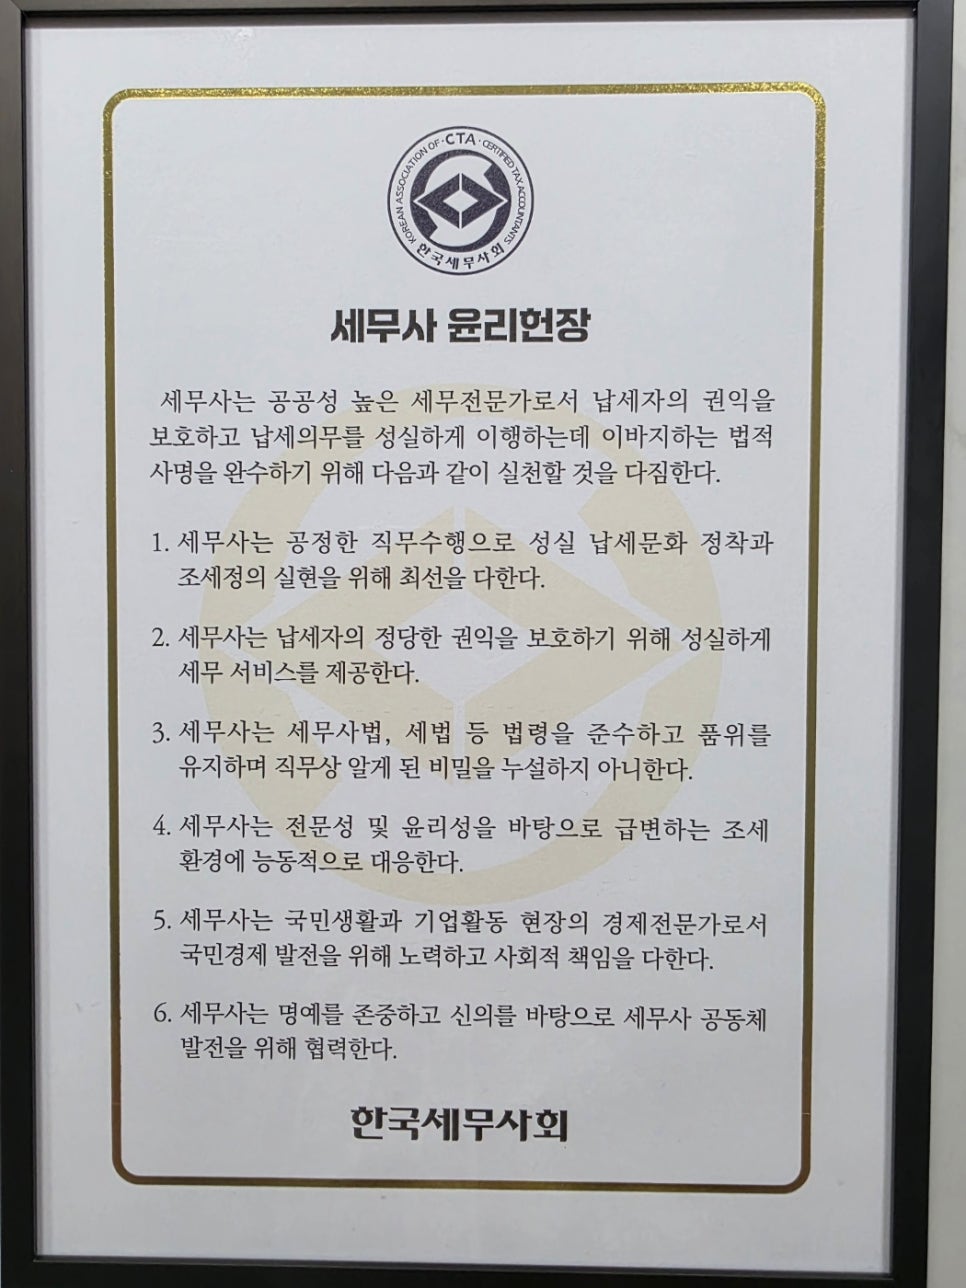 KOREAN ASSOCIATION OF · CTA · CERTIFIED TAX ACCOUNTANTS
한국세무사회
세무사 윤리헌장
세무사는 공공성 높은 세무전문가로서 납세자의 권익을
보호하고 납세의무를 성실하게 이행하는데 이바지하는 법적
사명을 완수하기 위해 다음과 같이 실천할 것을 다짐한다.
1. 세무사는 공정한 직무수행으로 성실 납세문화 정착과
조세정의 실현을 위해 최선을 다한다.
2. 세무사는 납세자의 정당한 권익을 보호하기 위해 성실하게
세무 서비스를 제공한다.
3. 세무사는 세무사법, 세법 등 법령을 준수하고 품위를
유지하며 직무상 알게 된 비밀을 누설하지 아니한다.
4. 세무사는 전문성 및 윤리성을 바탕으로 급변하는 조세
환경에 능동적으로 대응한다.
5. 세무사는 국민생활과 기업활동 현장의 경제전문가로서
국민경제 발전을 위해 노력하고 사회적 책임을 다한다.
6. 세무사는 명예를 존중하고 신의를 바탕으로 세무사 공동체
발전을 위해 협력한다.
한국세무사회